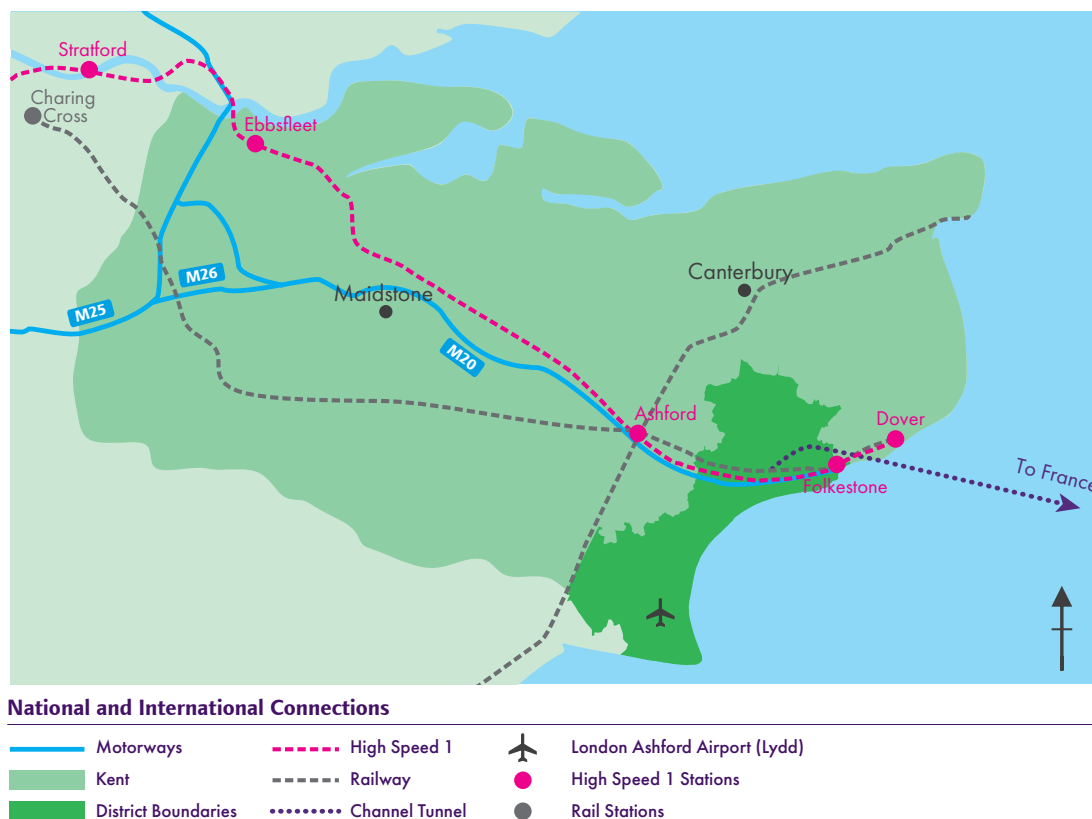 Stratford
Charing
Cross
Ebbsfleet
M26
M25
Maidstone
Canterbury
M20
Ashford
Dover
Folkestone
To France
National and International Connections
Motorways
High Speed 1
London Ashford Airport (Lydd)
Kent
Railway
High Speed 1 Stations
District Boundaries
Channel Tunnel
Rail Stations